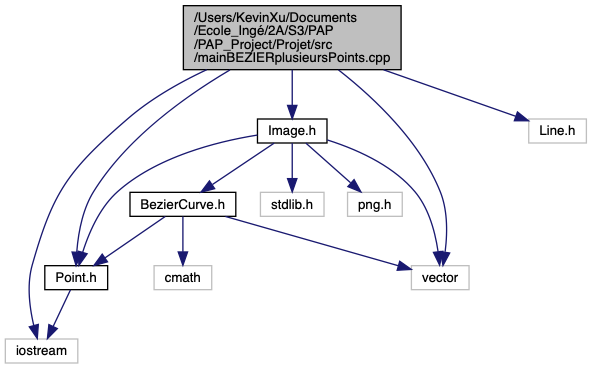 /Users/KevinXu/Documents
/Ecole_Ingé/2A/S3/PAP
/PAP_Project/Projet/src
/mainBEZIERplusieursPoints.cpp
Image.h
Line.h
BezierCurve.h
stdlib.h
png.h
Point.h
cmath
vector
iostream